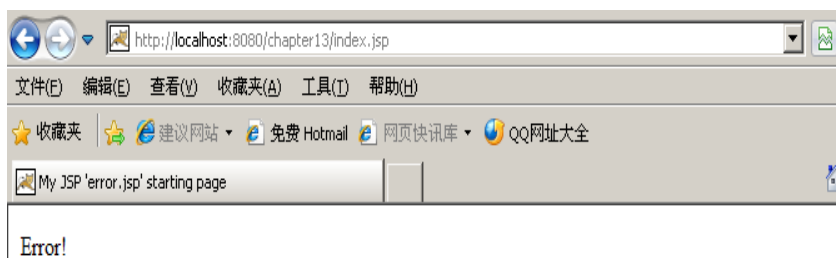 http://localhost:8080/chapter13/index.jsp
文件(F) 编辑(E) 查看(V) 收藏夹(A) 工具(T) 帮助(H)
收藏夹 建议网站 免费 Hotmail 网页快讯库 QQ网址大全
My JSP 'error.jsp' starting page
Error!